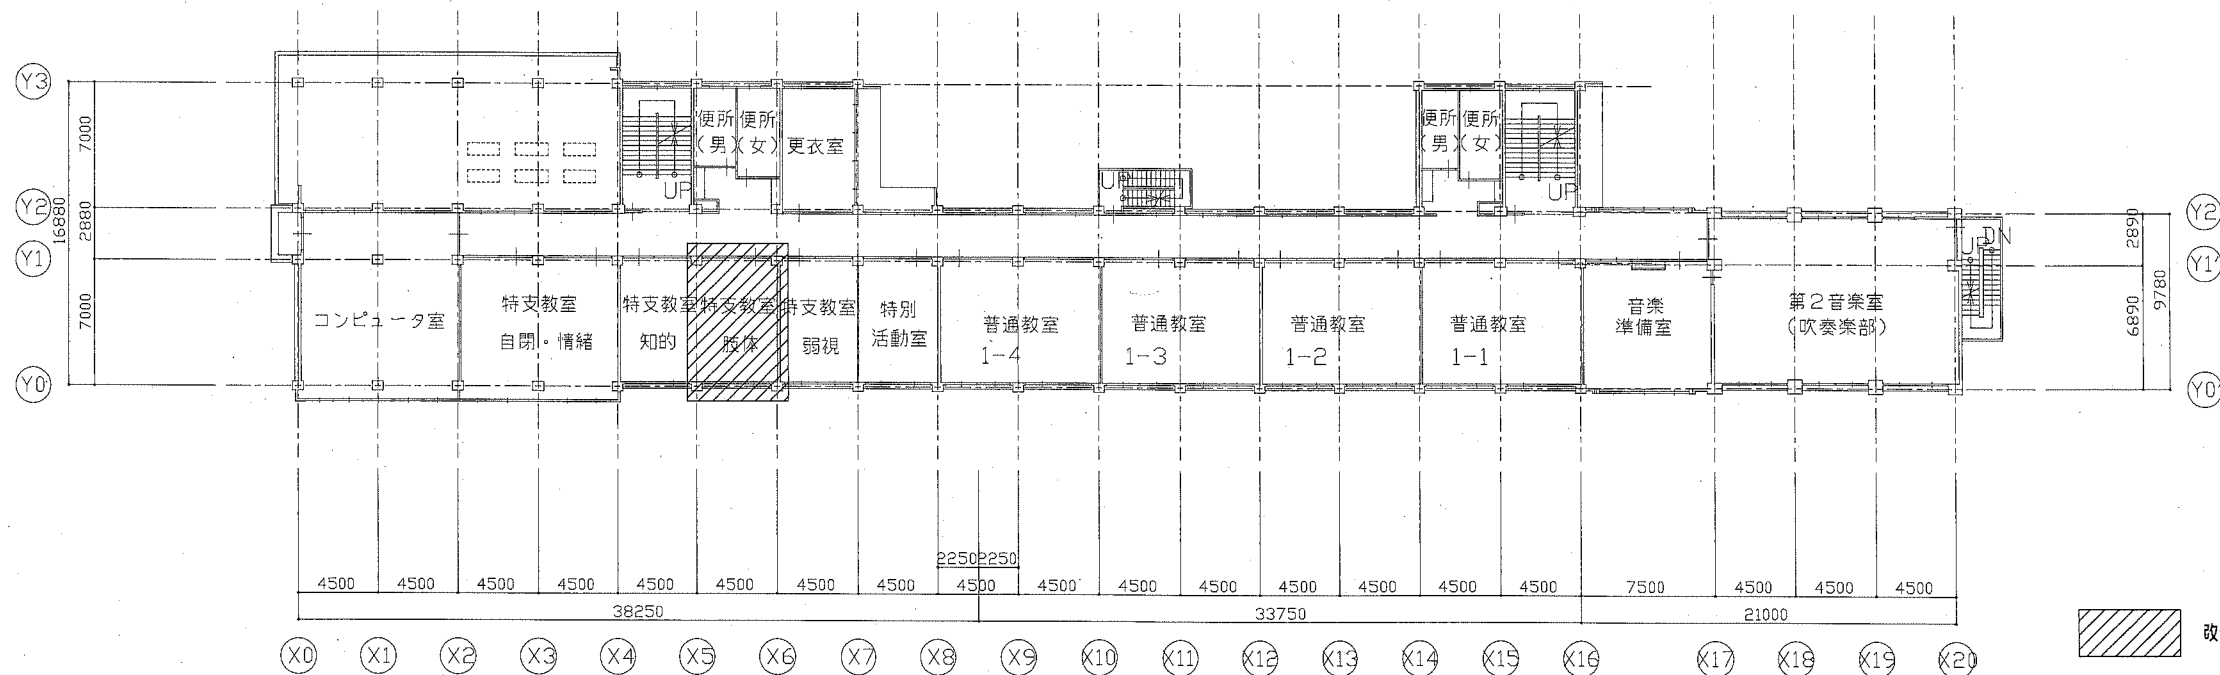 Y3
Y2
Y1
Y0
7000
2880
16880
7000
便所
(男)
便所
(女)
更衣室
UP
UP
便所
(男)
便所
(女)
UP
コンピュータ室
特支教室
自閉・情緒
特支教室
知的
特支教室
肢体
特支教室
弱視
特別
活動室
普通教室
1-4
普通教室
1-3
普通教室
1-2
普通教室
1-1
音楽
準備室
第2音楽室
(吹奏楽部)
UP
DN
Y2'
Y1'
Y0'
2890
6890
9780
2250 2250
4500 4500 4500 4500 4500 4500 4500 4500 4500 4500 4500 4500 4500 4500 4500 4500 7500 4500 4500 4500
38250 33750 21000
X0 X1 X2 X3 X4 X5 X6 X7 X8 X9 X10 X11 X12 X13 X14 X15 X16 X17 X18 X19 X20
改